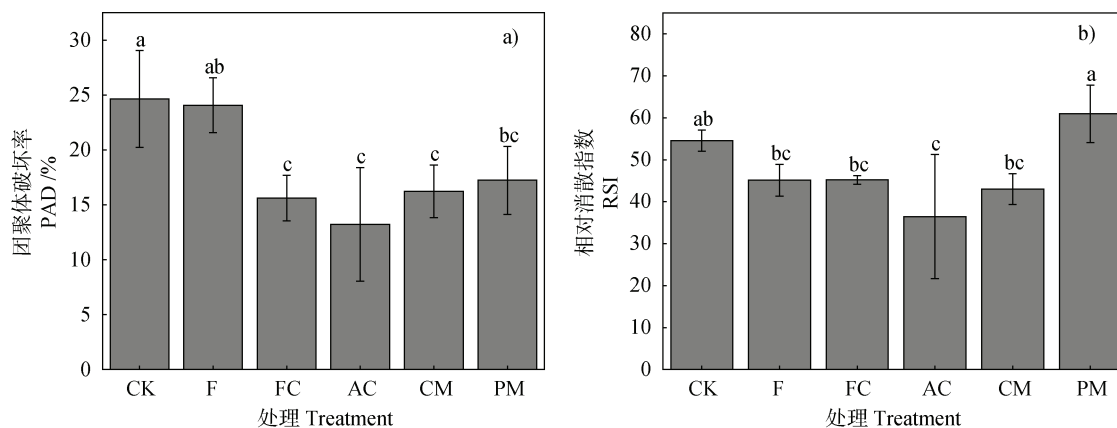 a)
30
25
20
15
10
5
0
团聚体破坏率
PAD /%
a
ab
c
c
c
bc
CK F FC AC CM PM
处理 Treatment
b)
80
70
60
50
40
30
20
10
0
相对消散指数
RSI
ab
bc
bc
c
bc
a
CK F FC AC CM PM
处理 Treatment